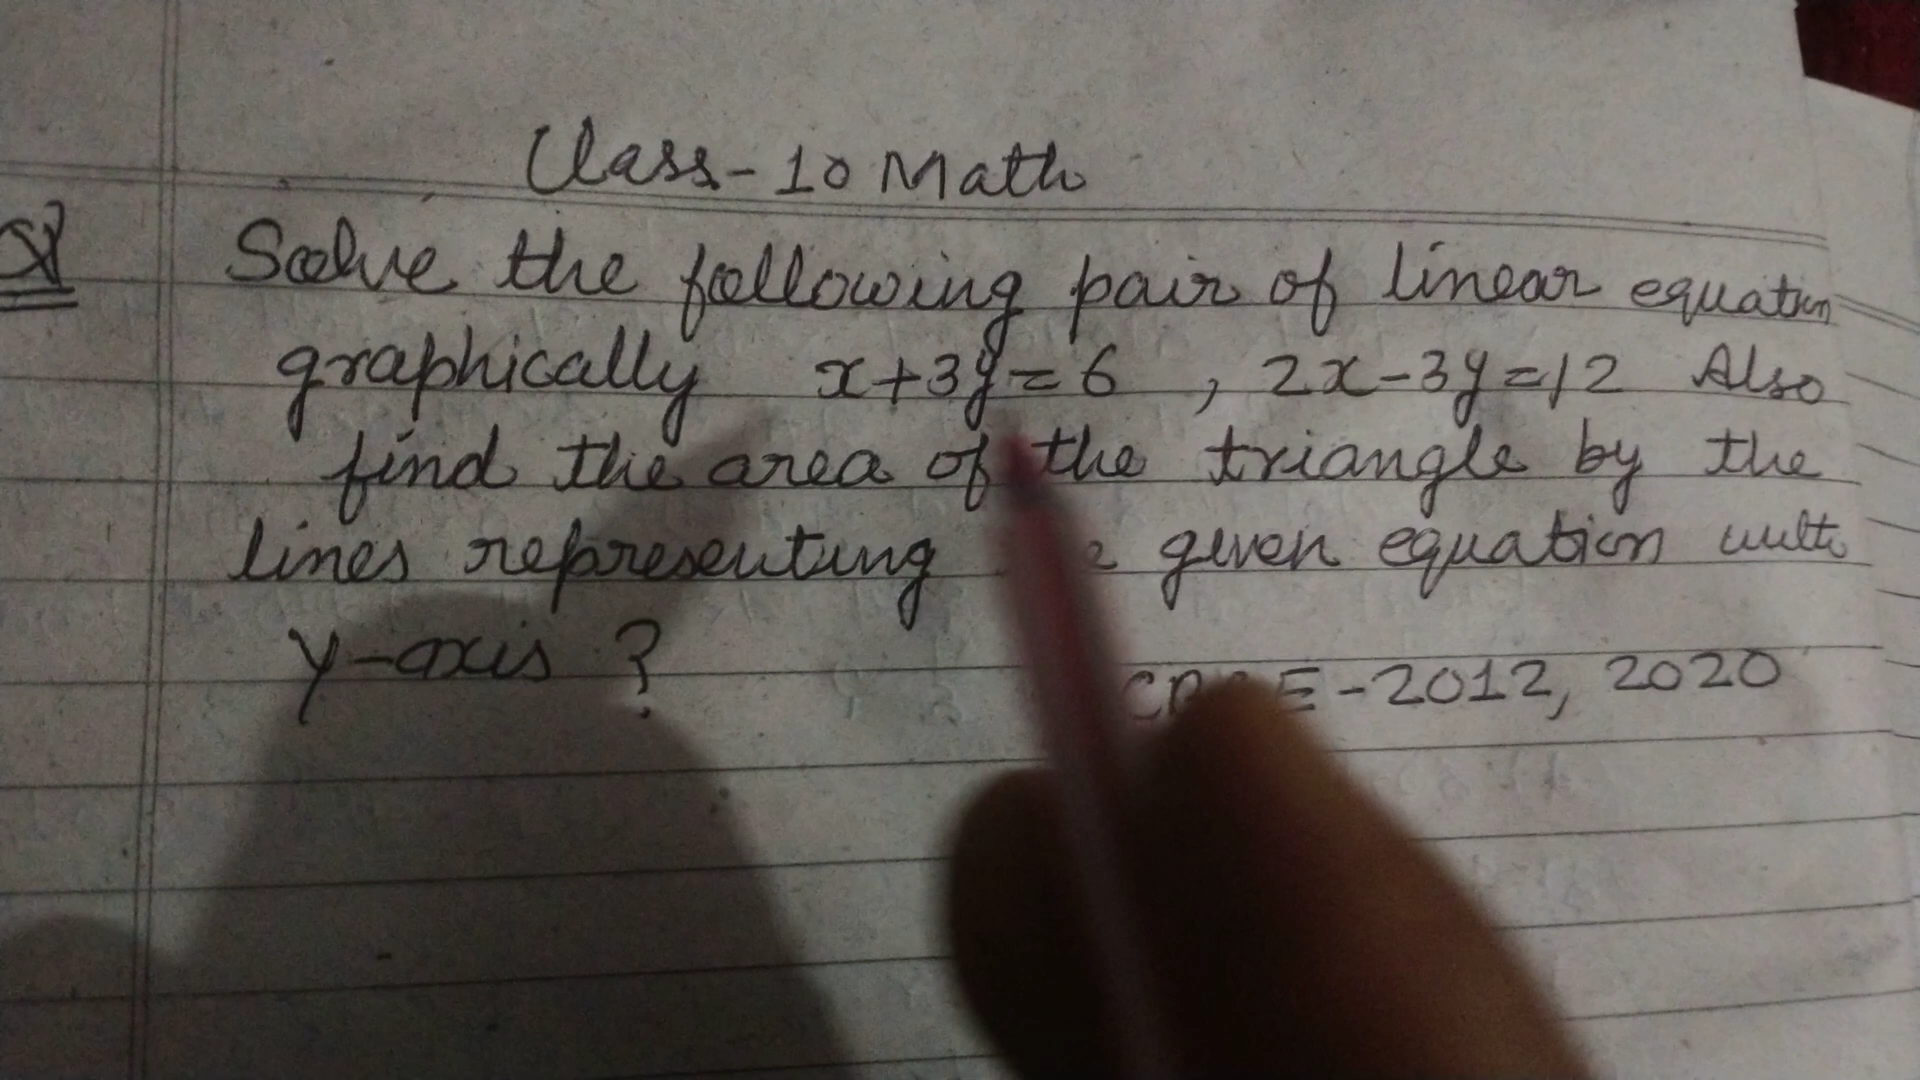 Class-10 Math
Q Solve the following pair of linear equation
graphically x+3y=6 , 2x-3y=12 Also
find the area of the triangle by the
lines representing given equation with
y-axis ?
-2012, 2020